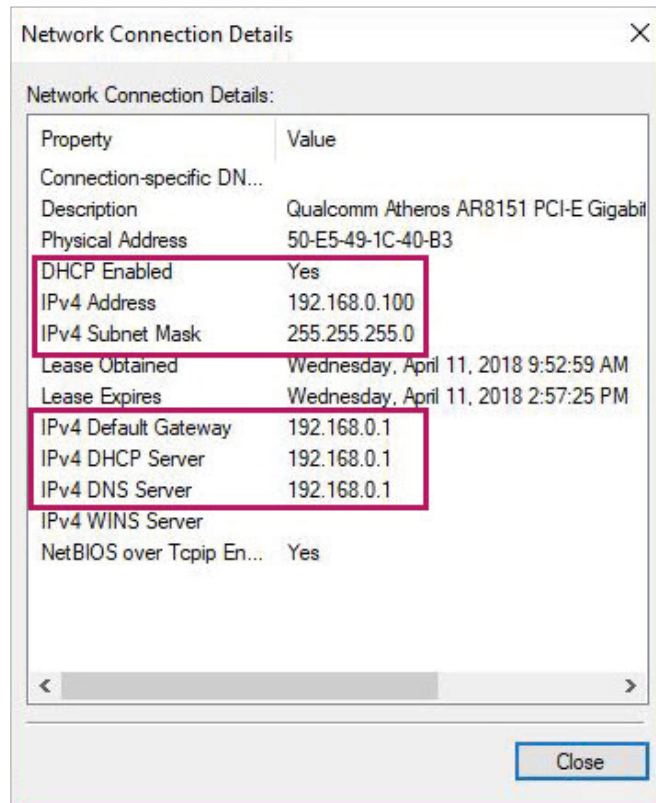 Network Connection Details
Network Connection Details:
Property Value
Connection-specific DN...
Description Qualcomm Atheros AR8151 PCI-E Gigabit
Physical Address 50-E5-49-1C-40-B3
DHCP Enabled Yes
IPv4 Address 192.168.0.100
IPv4 Subnet Mask 255.255.255.0
Lease Obtained Wednesday, April 11, 2018 9:52:59 AM
Lease Expires Wednesday, April 11, 2018 2:57:25 PM
IPv4 Default Gateway 192.168.0.1
IPv4 DHCP Server 192.168.0.1
IPv4 DNS Server 192.168.0.1
IPv4 WINS Server
NetBIOS over Tcpip En... Yes
Close